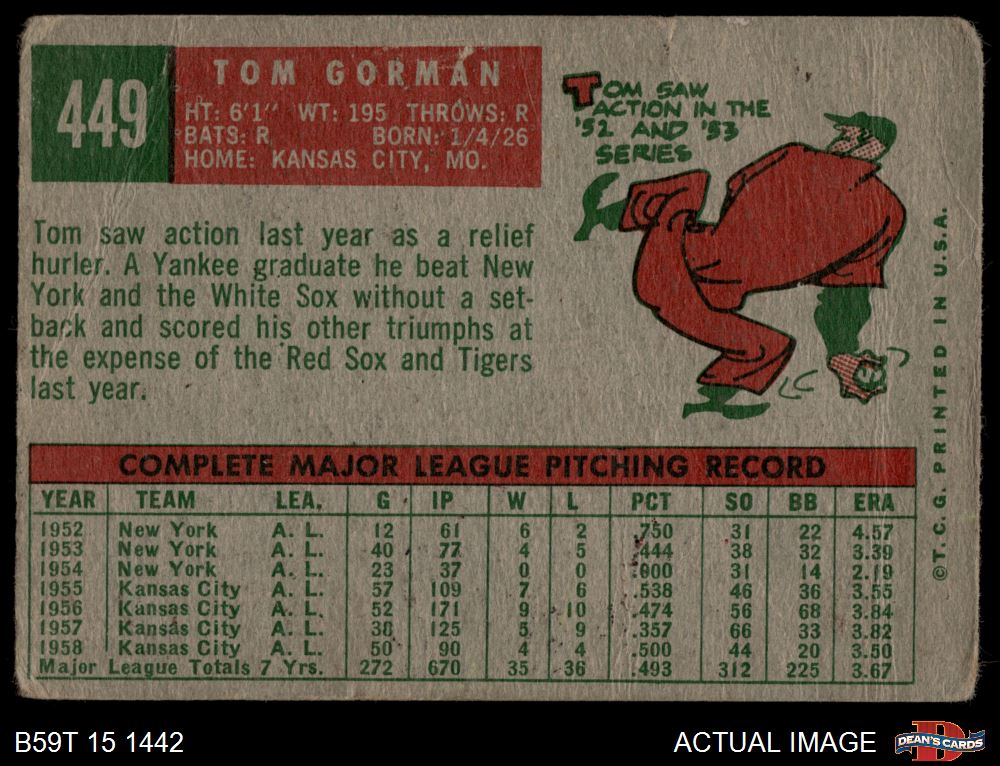 449
TOM GORMAN
HT: 6'1" WT: 195 THROWS: R
BATS: R BORN: 1/4/26
HOME: KANSAS CITY, MO.
TOM SAW
ACTION IN THE
'52 AND '53
SERIES
Tom saw action last year as a relief
hurler. A Yankee graduate he beat New
York and the White Sox without a set-
back and scored his other triumphs at
the expense of the Red Sox and Tigers
last year.
COMPLETE MAJOR LEAGUE PITCHING RECORD
YEAR TEAM LEA. G IP W L PCT SO BB ERA
1952 New York A. L. 12 61 6 2 .750 31 22 4.57
1953 New York A. L. 40 77 4 5 .444 38 32 3.39
1954 New York A. L. 23 37 0 0 .000 31 14 2.19
1955 Kansas City A. L. 57 109 7 6 .538 46 36 3.55
1956 Kansas City A. L. 52 171 9 10 .474 56 68 3.84
1957 Kansas City A. L. 38 125 5 9 .357 66 33 3.82
1958 Kansas City A. L. 50 90 4 4 .500 44 20 3.50
Major League Totals 7 Yrs. 272 670 35 36 .493 312 225 3.67
©T. C. G. PRINTED IN U.S.A.
B59T 15 1442
ACTUAL IMAGE
DEAN'S CARDS